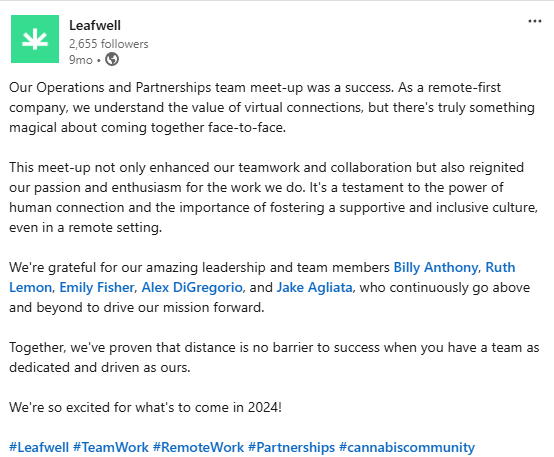 Leafwell
2,655 followers
9mo •
Our Operations and Partnerships team meet-up was a success. As a remote-first
company, we understand the value of virtual connections, but there's truly something
magical about coming together face-to-face.
This meet-up not only enhanced our teamwork and collaboration but also reignited
our passion and enthusiasm for the work we do. It's a testament to the power of
human connection and the importance of fostering a supportive and inclusive culture,
even in a remote setting.
We're grateful for our amazing leadership and team members Billy Anthony, Ruth
Lemon, Emily Fisher, Alex DiGregorio, and Jake Agliata, who continuously go above
and beyond to drive our mission forward.
Together, we've proven that distance is no barrier to success when you have a team as
dedicated and driven as ours.
We're so excited for what's to come in 2024!
#Leafwell #TeamWork #RemoteWork #Partnerships #cannabiscommunity